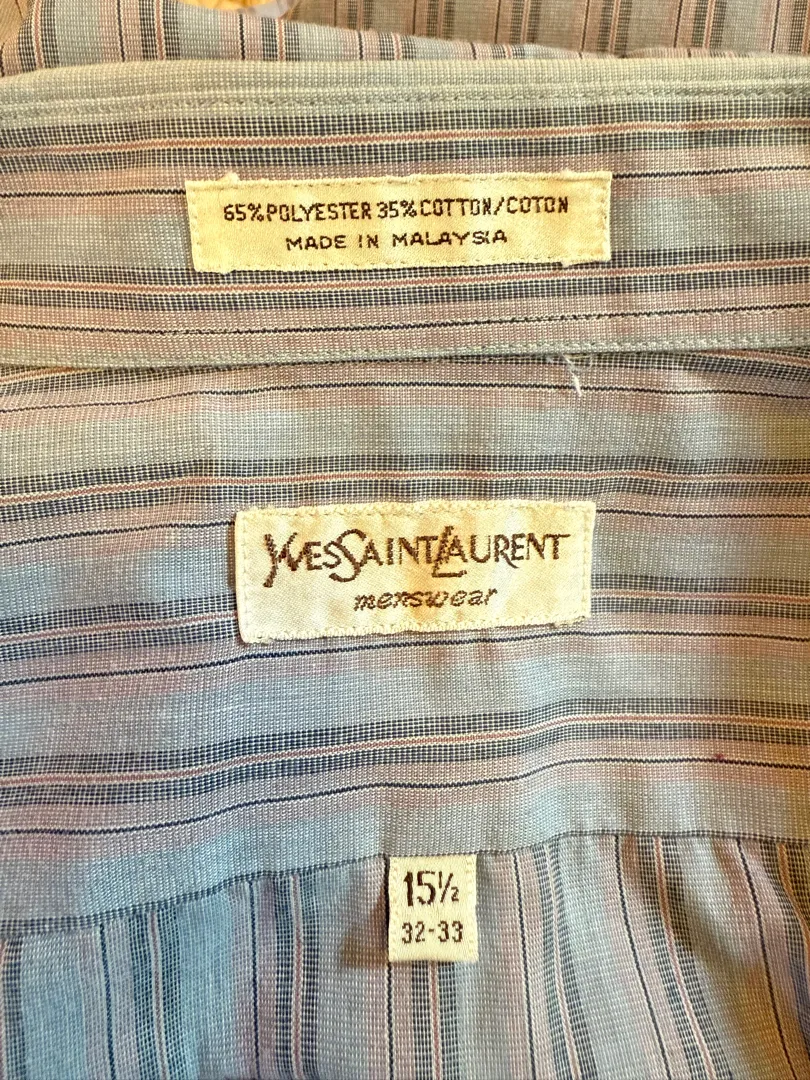 65% POLYESTER 35% COTTON/COTON
MADE IN MALAYSIA
YVESSAINTLAURENT
menswear
15½
32-33